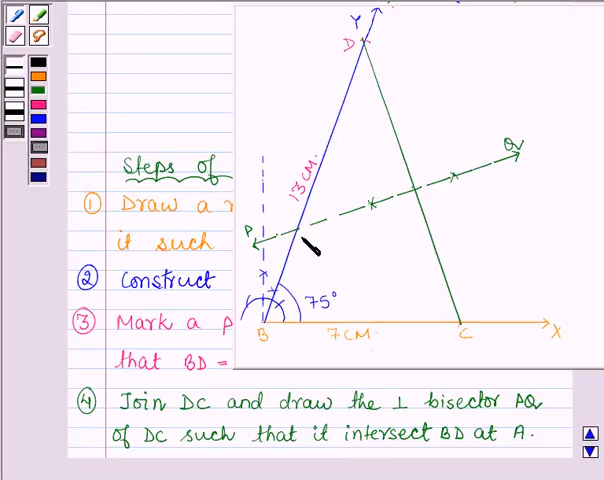 Y
D
13 CM.
Q
P
75°
B
7 CM.
C
X
Steps of
① Draw a
it such
② Construct
③ Mark a P
that BD =
④ Join DC and draw the ⊥ bisector PQ
of DC such that it intersect BD at A.